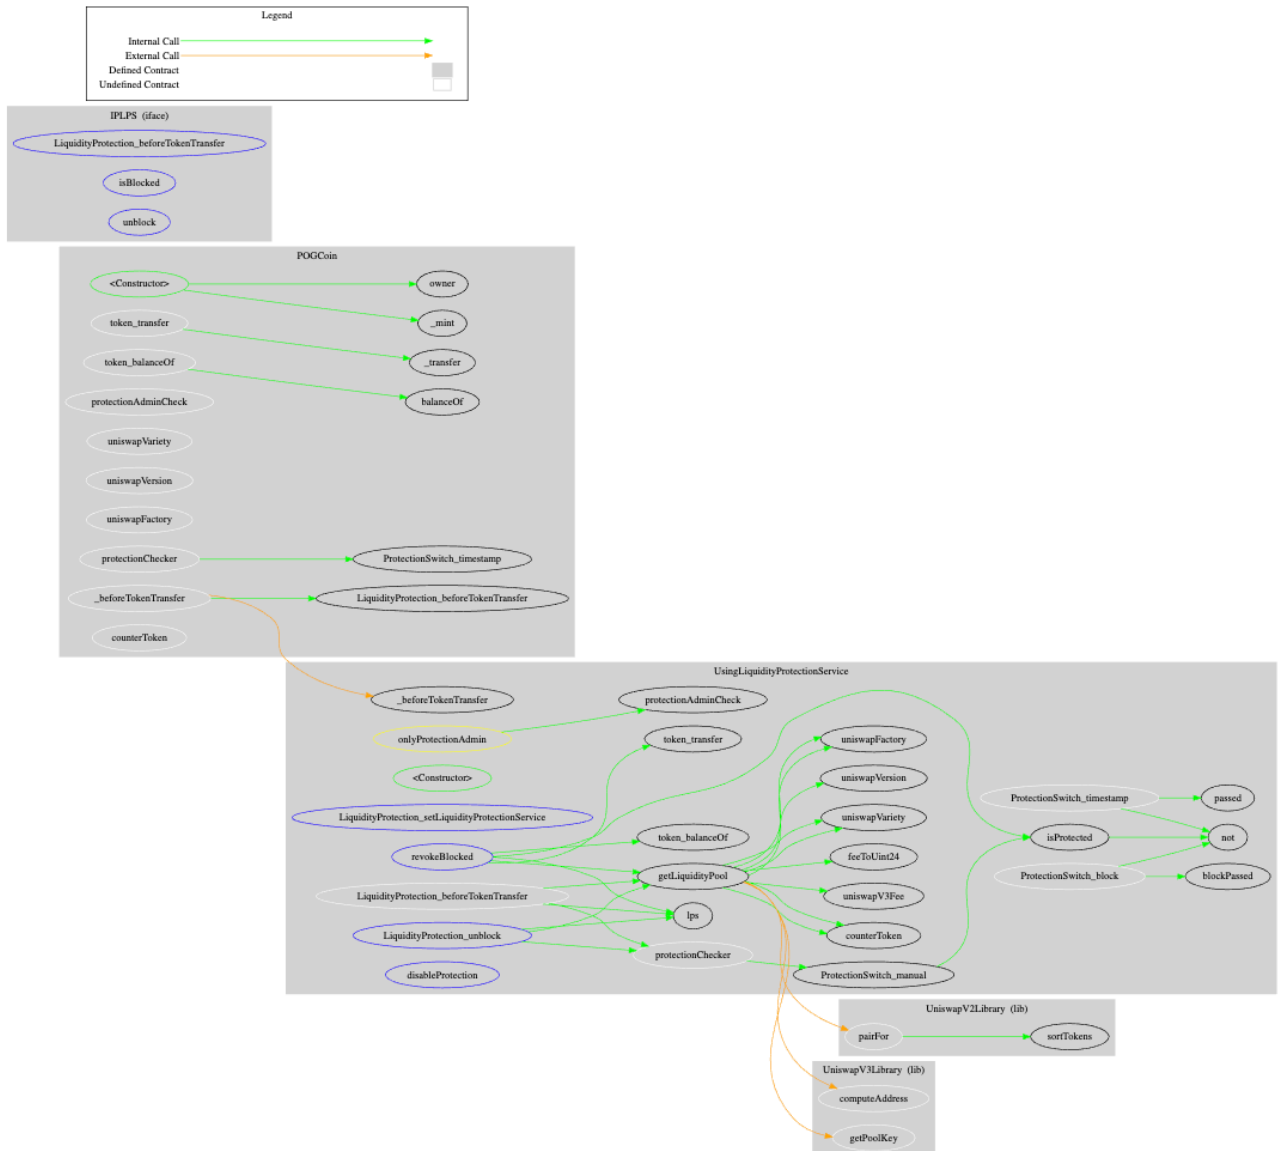 Legend
Internal Call
External Call
Defined Contract
Undefined Contract
IPLPS (iface)
LiquidityProtection_beforeTokenTransfer
isBlocked
unblock
POGCoin
<Constructor>
owner
token_transfer
_mint
token_balanceOf
_transfer
protectionAdminCheck
balanceOf
uniswapVariety
uniswapVersion
uniswapFactory
protectionChecker
ProtectionSwitch_timestamp
_beforeTokenTransfer
LiquidityProtection_beforeTokenTransfer
counterToken
UsingLiquidityProtectionService
_beforeTokenTransfer
protectionAdminCheck
onlyProtectionAdmin
token_transfer
uniswapFactory
<Constructor>
uniswapVersion
ProtectionSwitch_timestamp
passed
LiquidityProtection_setLiquidityProtectionService
uniswapVariety
token_balanceOf
isProtected
not
revokeBlocked
feeToUint24
getLiquidityPool
ProtectionSwitch_block
blockPassed
LiquidityProtection_beforeTokenTransfer
uniswapV3Fee
lps
LiquidityProtection_unblock
counterToken
protectionChecker
disableProtection
ProtectionSwitch_manual
UniswapV2Library (lib)
pairFor
sortTokens
UniswapV3Library (lib)
computeAddress
getPoolKey